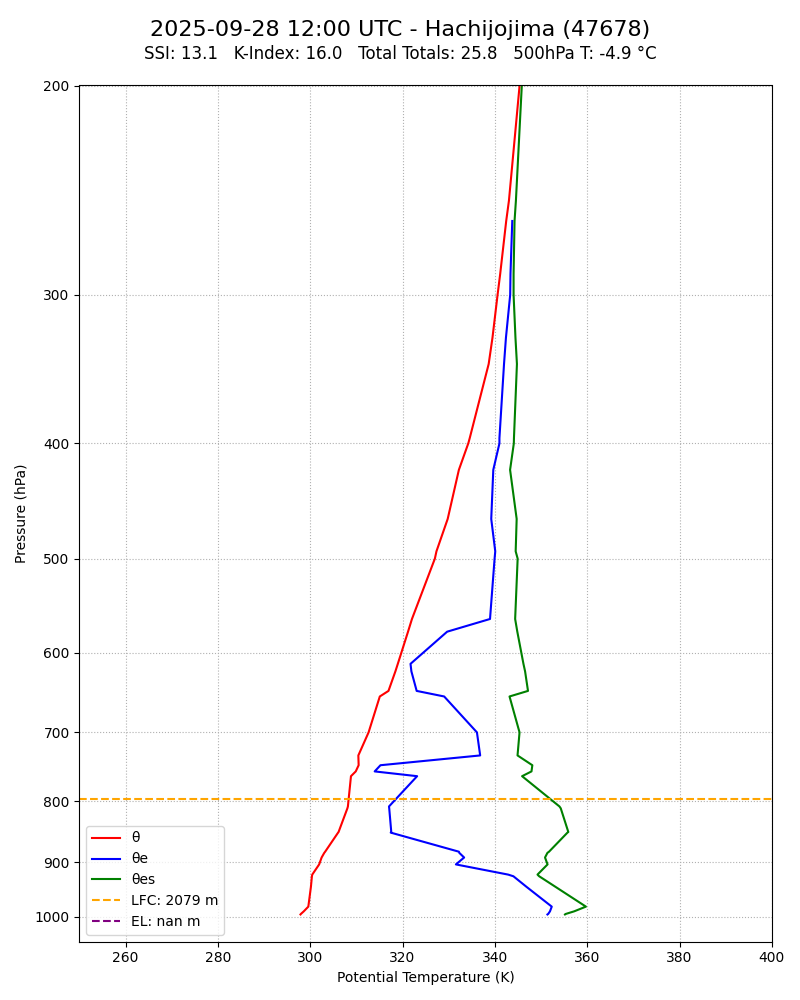 2025-09-28 12:00 UTC - Hachijojima (47678)
SSI: 13.1   K-Index: 16.0   Total Totals: 25.8   500hPa T: -4.9 °C
200
300
400
500
600
700
800
900
1000
Pressure (hPa)
θ
θe
θes
LFC: 2079 m
EL: nan m
260 280 300 320 340 360 380 400
Potential Temperature (K)